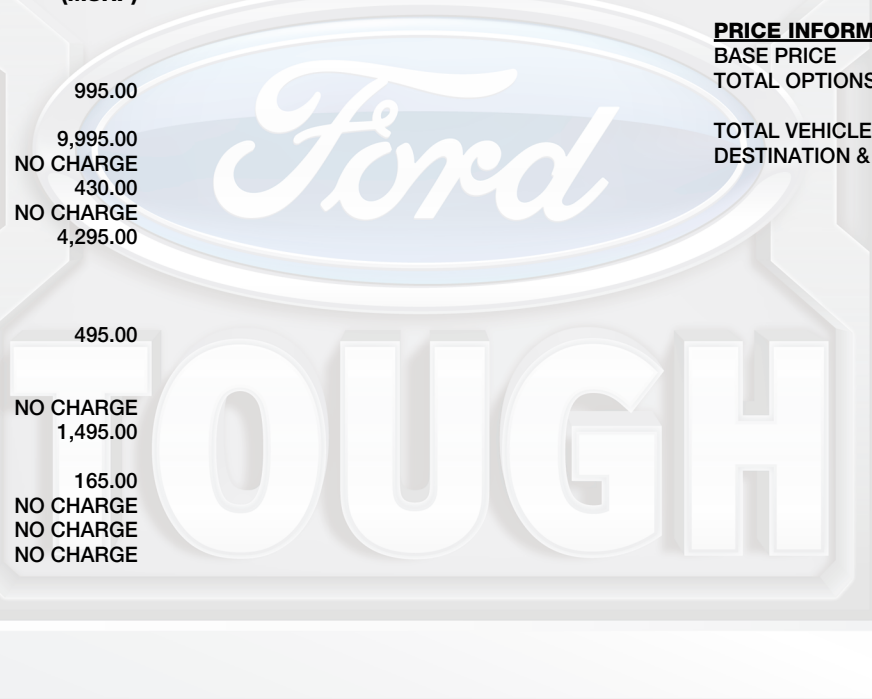 995.00
9,995.00
NO CHARGE
430.00
NO CHARGE
4,295.00
495.00
NO CHARGE
1,495.00
165.00
NO CHARGE
NO CHARGE
NO CHARGE
PRICE INFORM
BASE PRICE
TOTAL OPTIONS
TOTAL VEHICLE
DESTINATION &
Ford
TOUGH